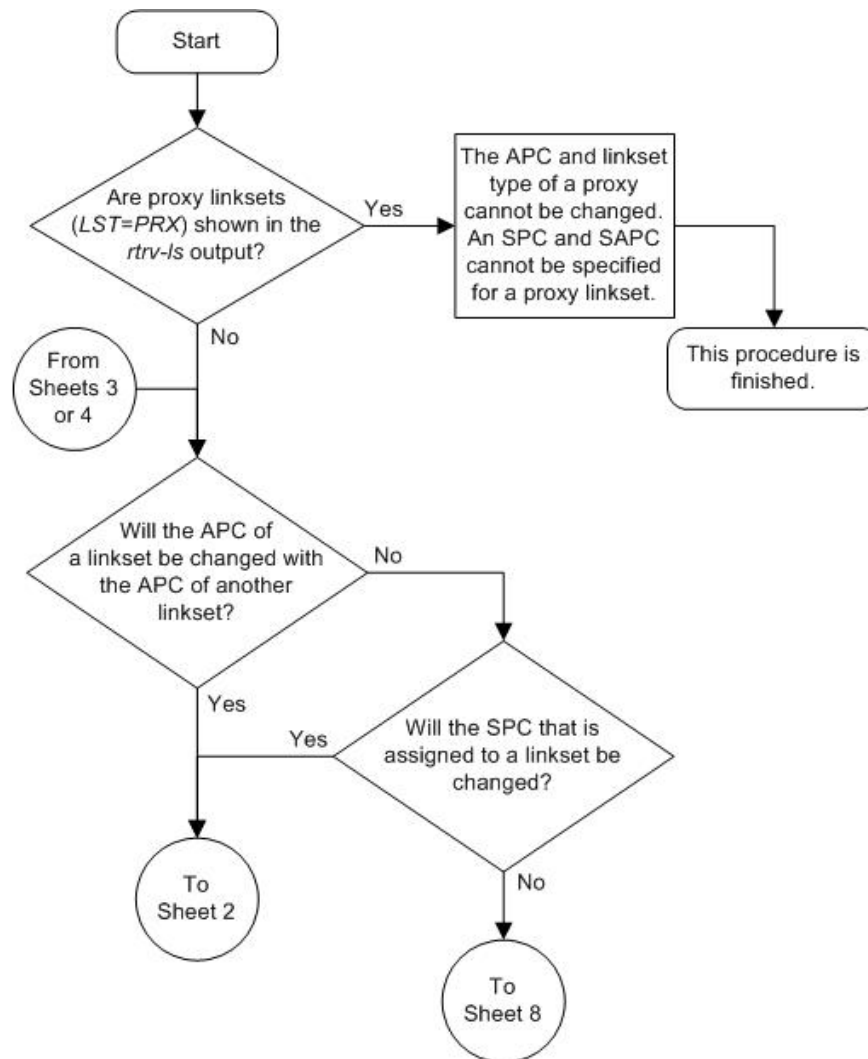 Start
Are proxy linksets
(LST=PRX) shown in the
rtrv-ls output?
Yes
The APC and linkset
type of a proxy
cannot be changed.
An SPC and SAPC
cannot be specified
for a proxy linkset.
This procedure is
finished.
No
From
Sheets 3
or 4
Will the APC of
a linkset be changed with
the APC of another
linkset?
No
Yes
Will the SPC that is
assigned to a linkset be
changed?
Yes
No
To
Sheet 2
To
Sheet 8